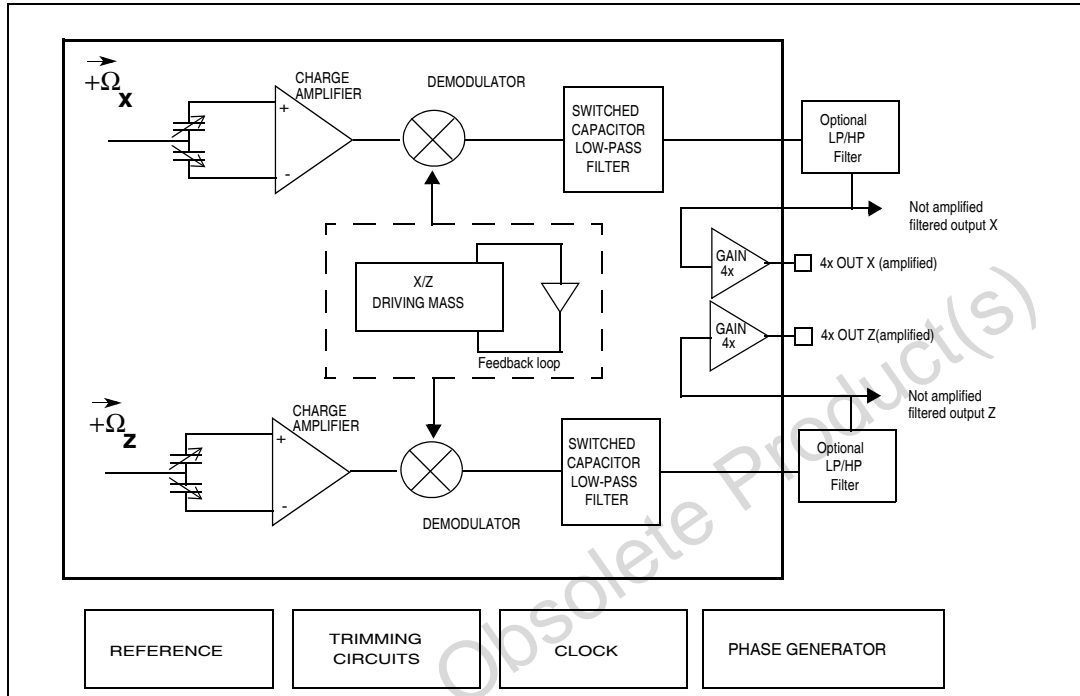 +Ω x
CHARGE
AMPLIFIER
+
-
DEMODULATOR
SWITCHED
CAPACITOR
LOW-PASS
FILTER
Optional
LP/HP
Filter
Not amplified
filtered output X
GAIN
4x
4x OUT X (amplified)
X/Z
DRIVING MASS
Feedback loop
GAIN
4x
4x OUT Z(amplified)
Not amplified
filtered output Z
+Ω z
CHARGE
AMPLIFIER
+
-
DEMODULATOR
SWITCHED
CAPACITOR
LOW-PASS
FILTER
Optional
LP/HP
Filter
REFERENCE
TRIMMING
CIRCUITS
CLOCK
PHASE GENERATOR
Obsolete Product(s)